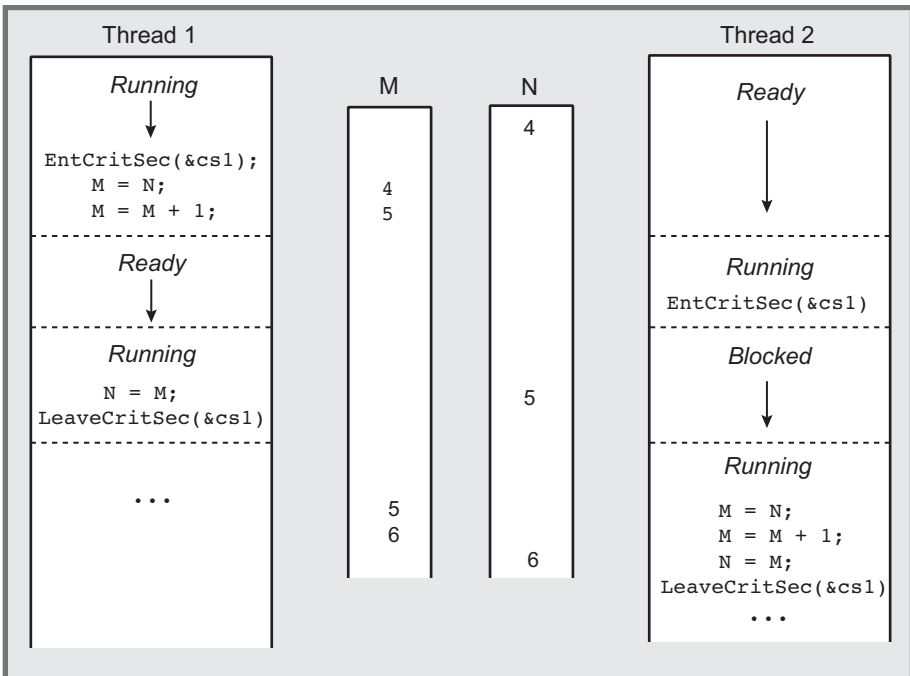 Thread 1
Running
EntCritSec(&cs1);
M = N;
M = M + 1;
Ready
Running
N = M;
LeaveCritSec(&cs1)
...
M
4
5
5
6
N
4
5
6
Thread 2
Ready
Running
EntCritSec(&cs1)
Blocked
Running
M = N;
M = M + 1;
N = M;
LeaveCritSec(&cs1)
...